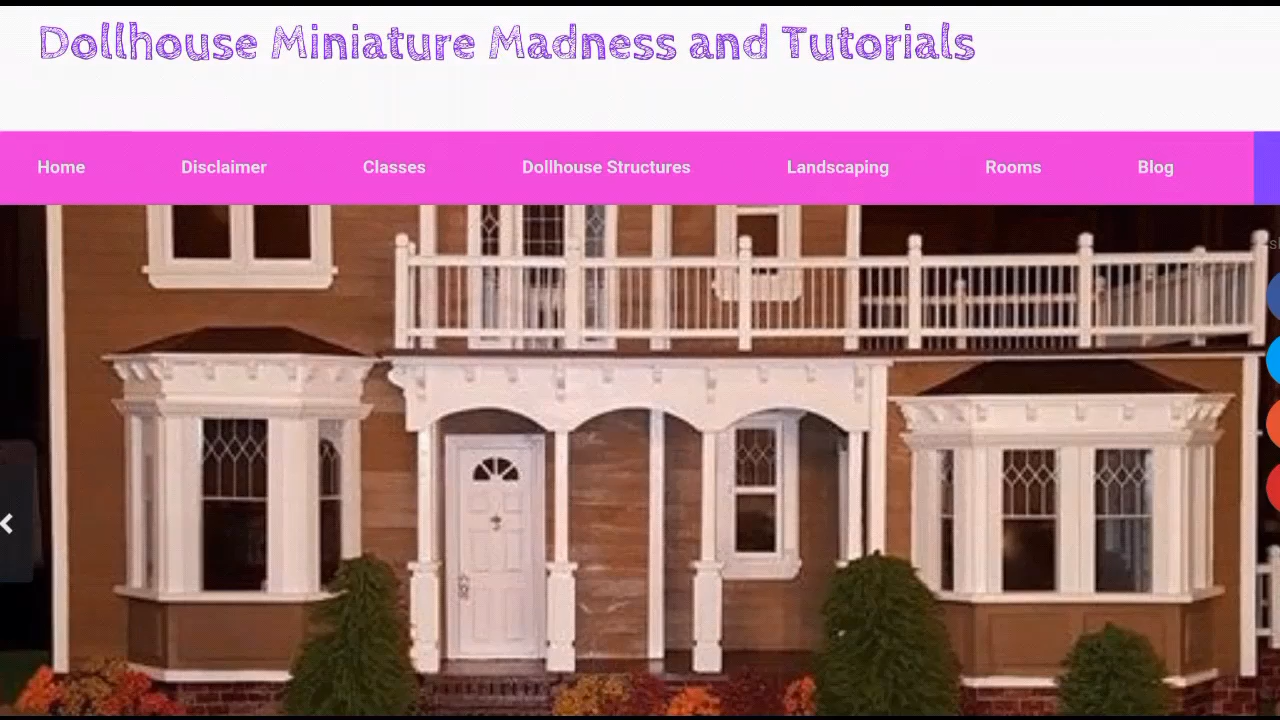 Dollhouse Miniature Madness and Tutorials
Home Disclaimer Classes Dollhouse Structures Landscaping Rooms Blog